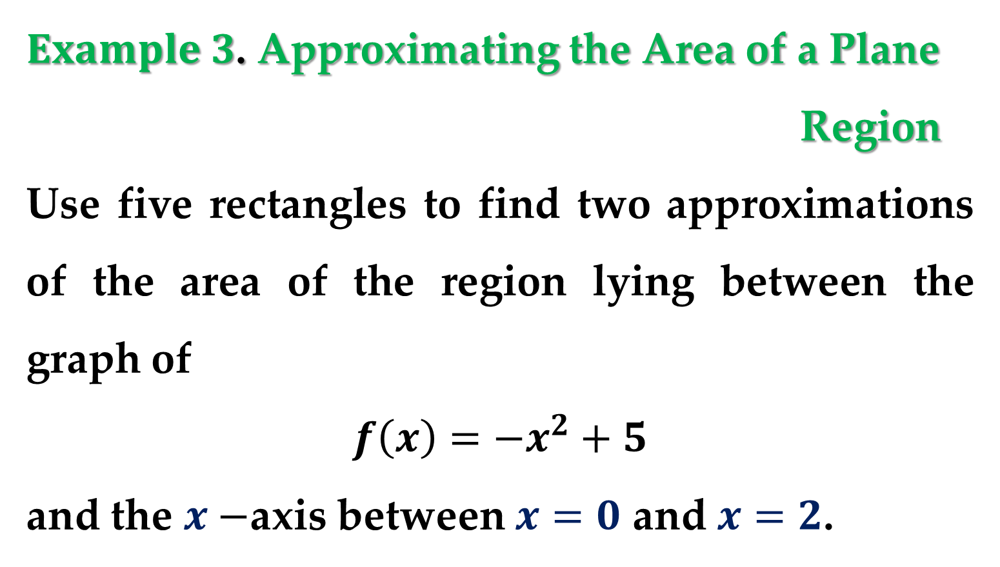 Example 3. Approximating the Area of a Plane
Region
Use five rectangles to find two approximations
of the area of the region lying between the
graph of
f(x) = −x² + 5
and the x −axis between x = 0 and x = 2.